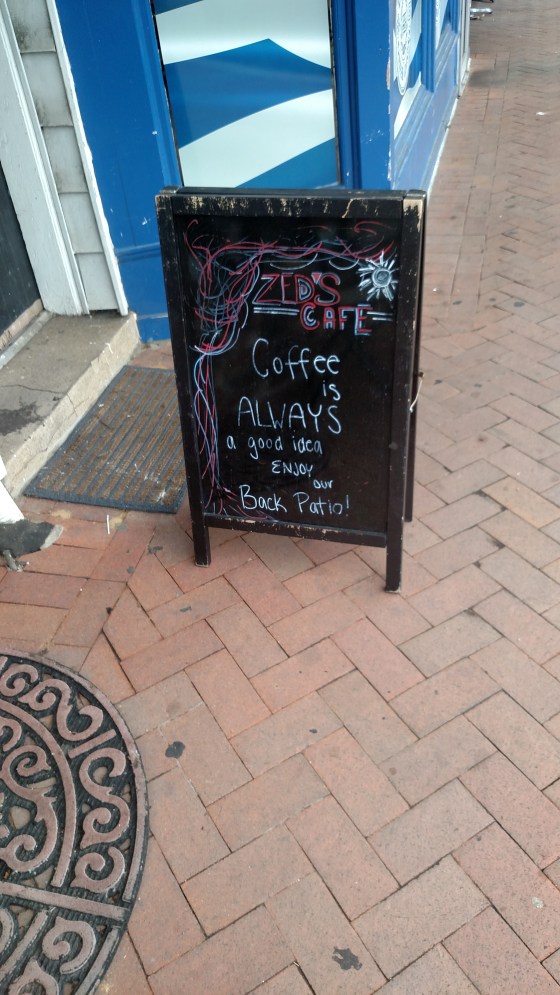 ZED'S
CAFE
Coffee
is
ALWAYS
a good idea
ENJOY
our
Back Patio!